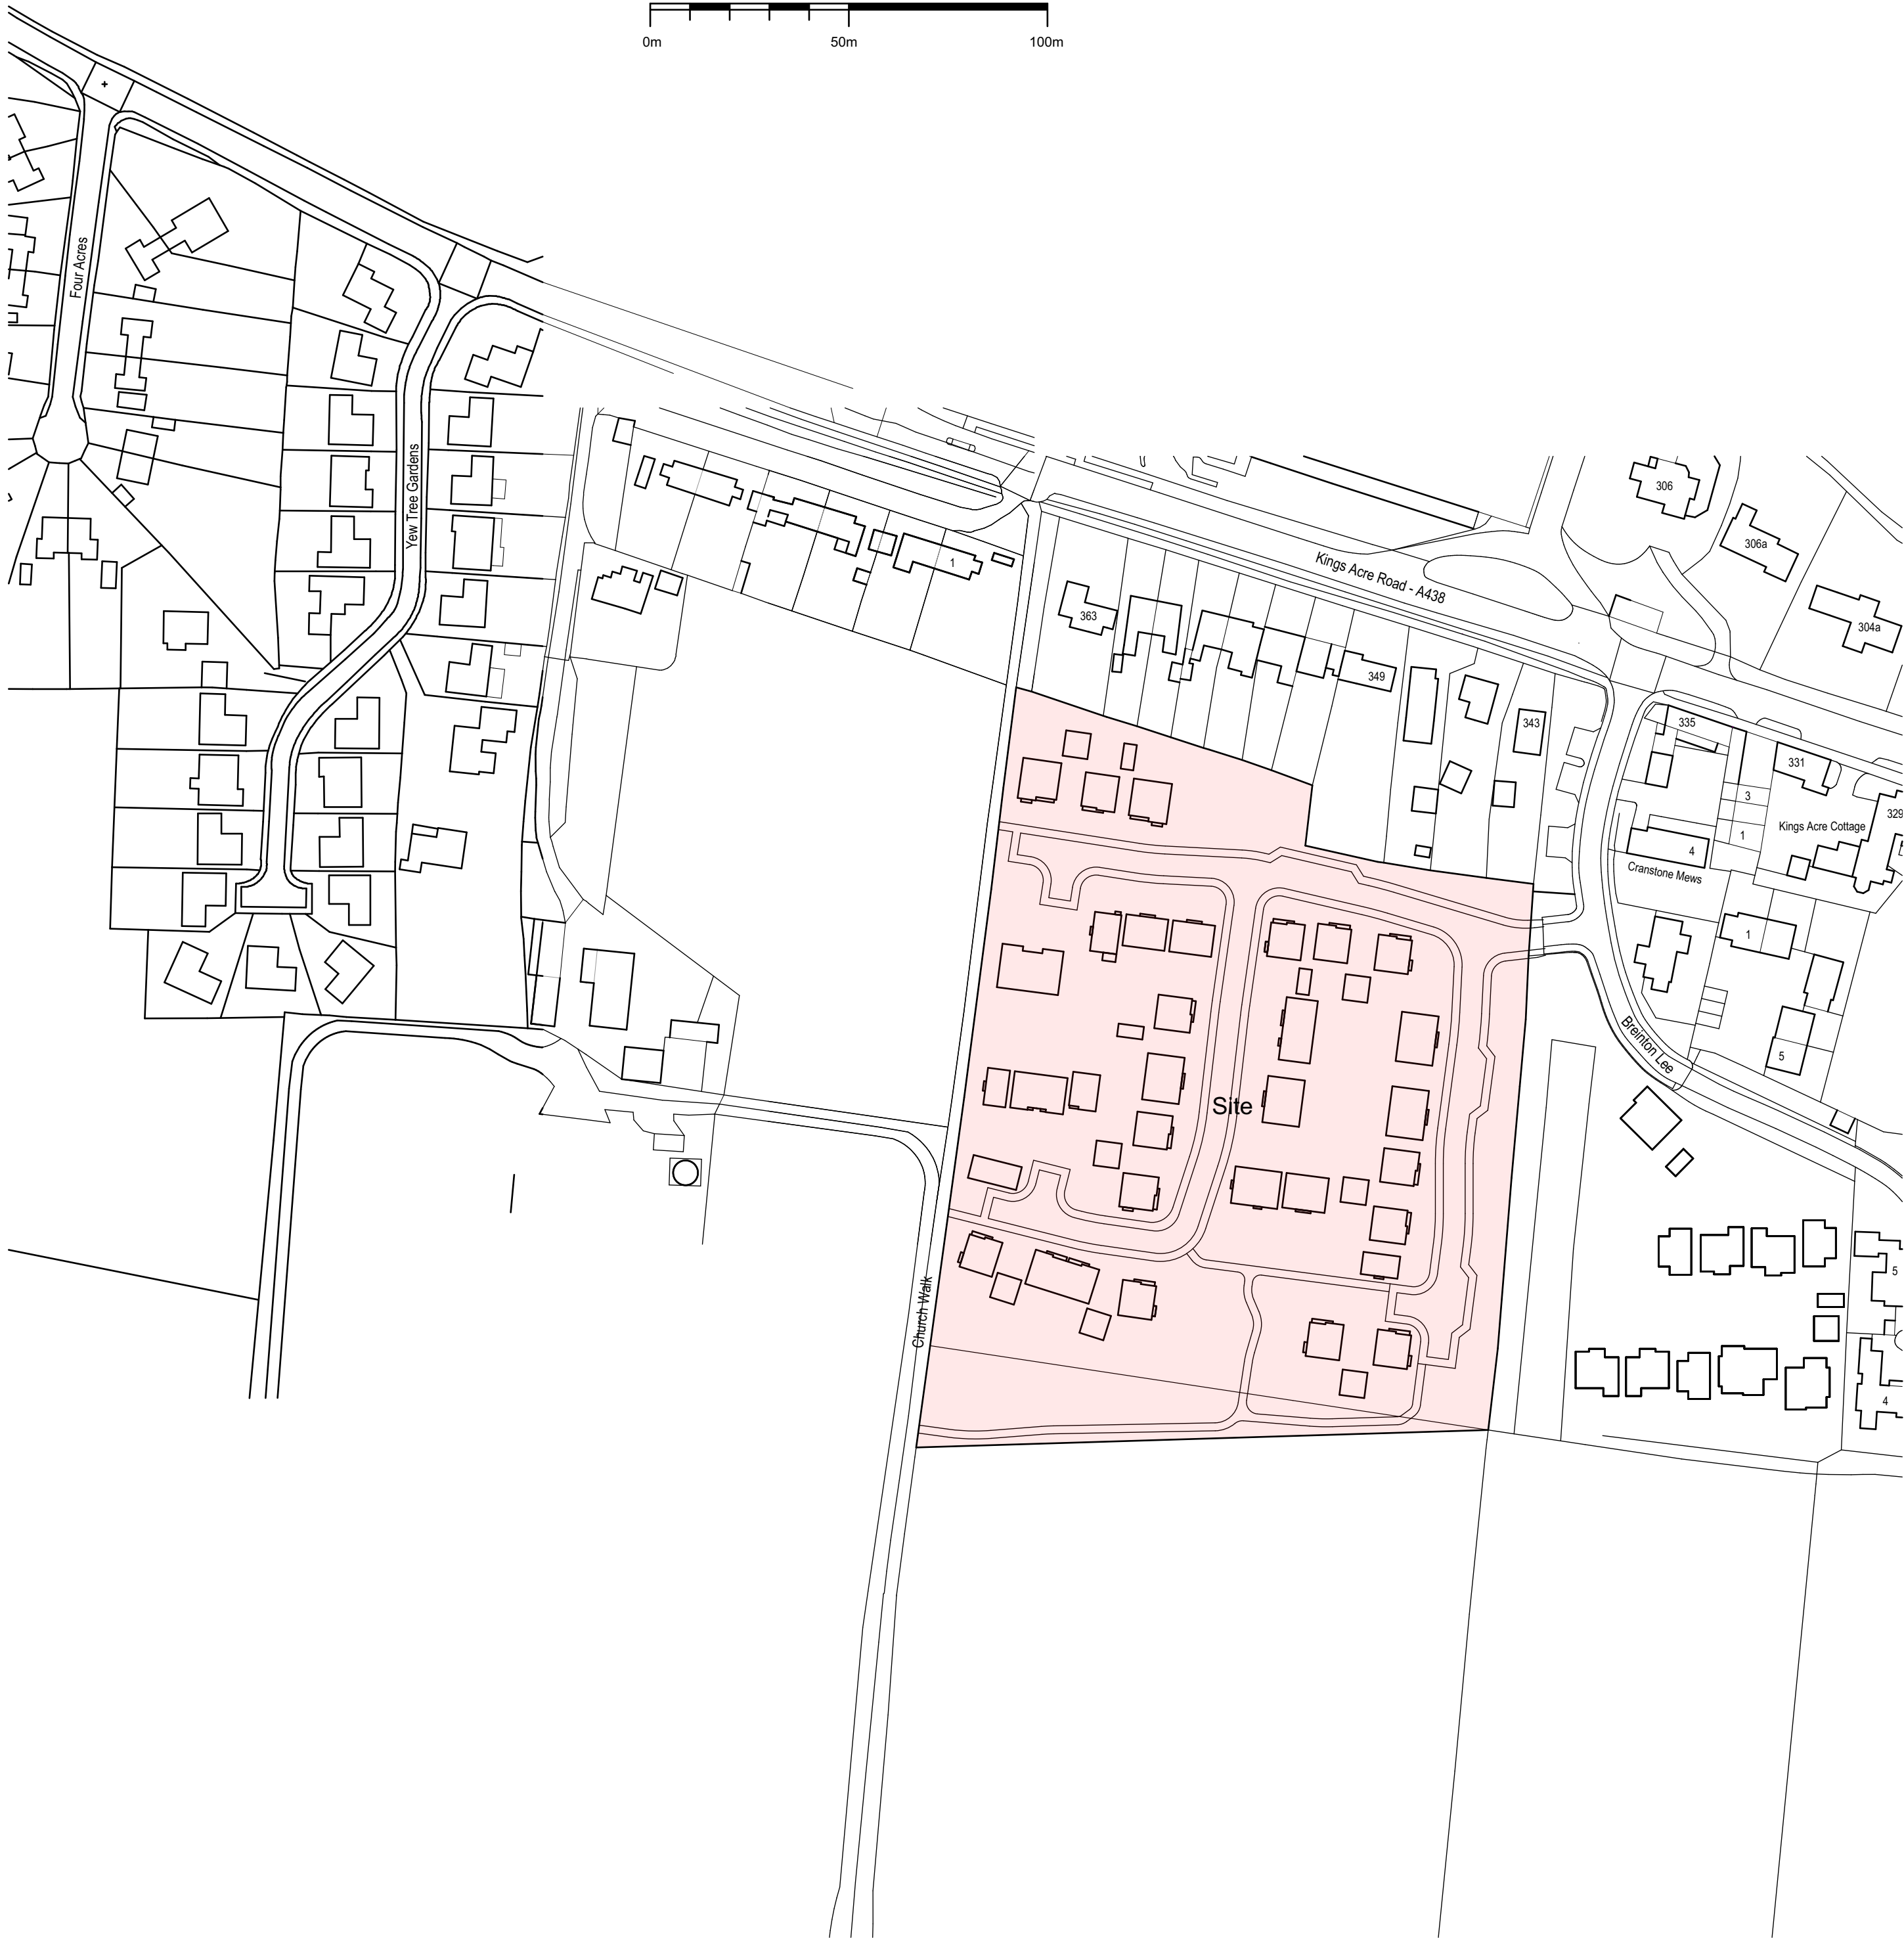 0m 50m 100m
Four Acres
Yew Tree Gardens
1
363
349
Kings Acre Road - A438
306
306a
304a
343
335
331
329
3
1
Kings Acre Cottage
4
Cranstone Mews
1
5
Breinton Lee
Site
Church Walk
5
4